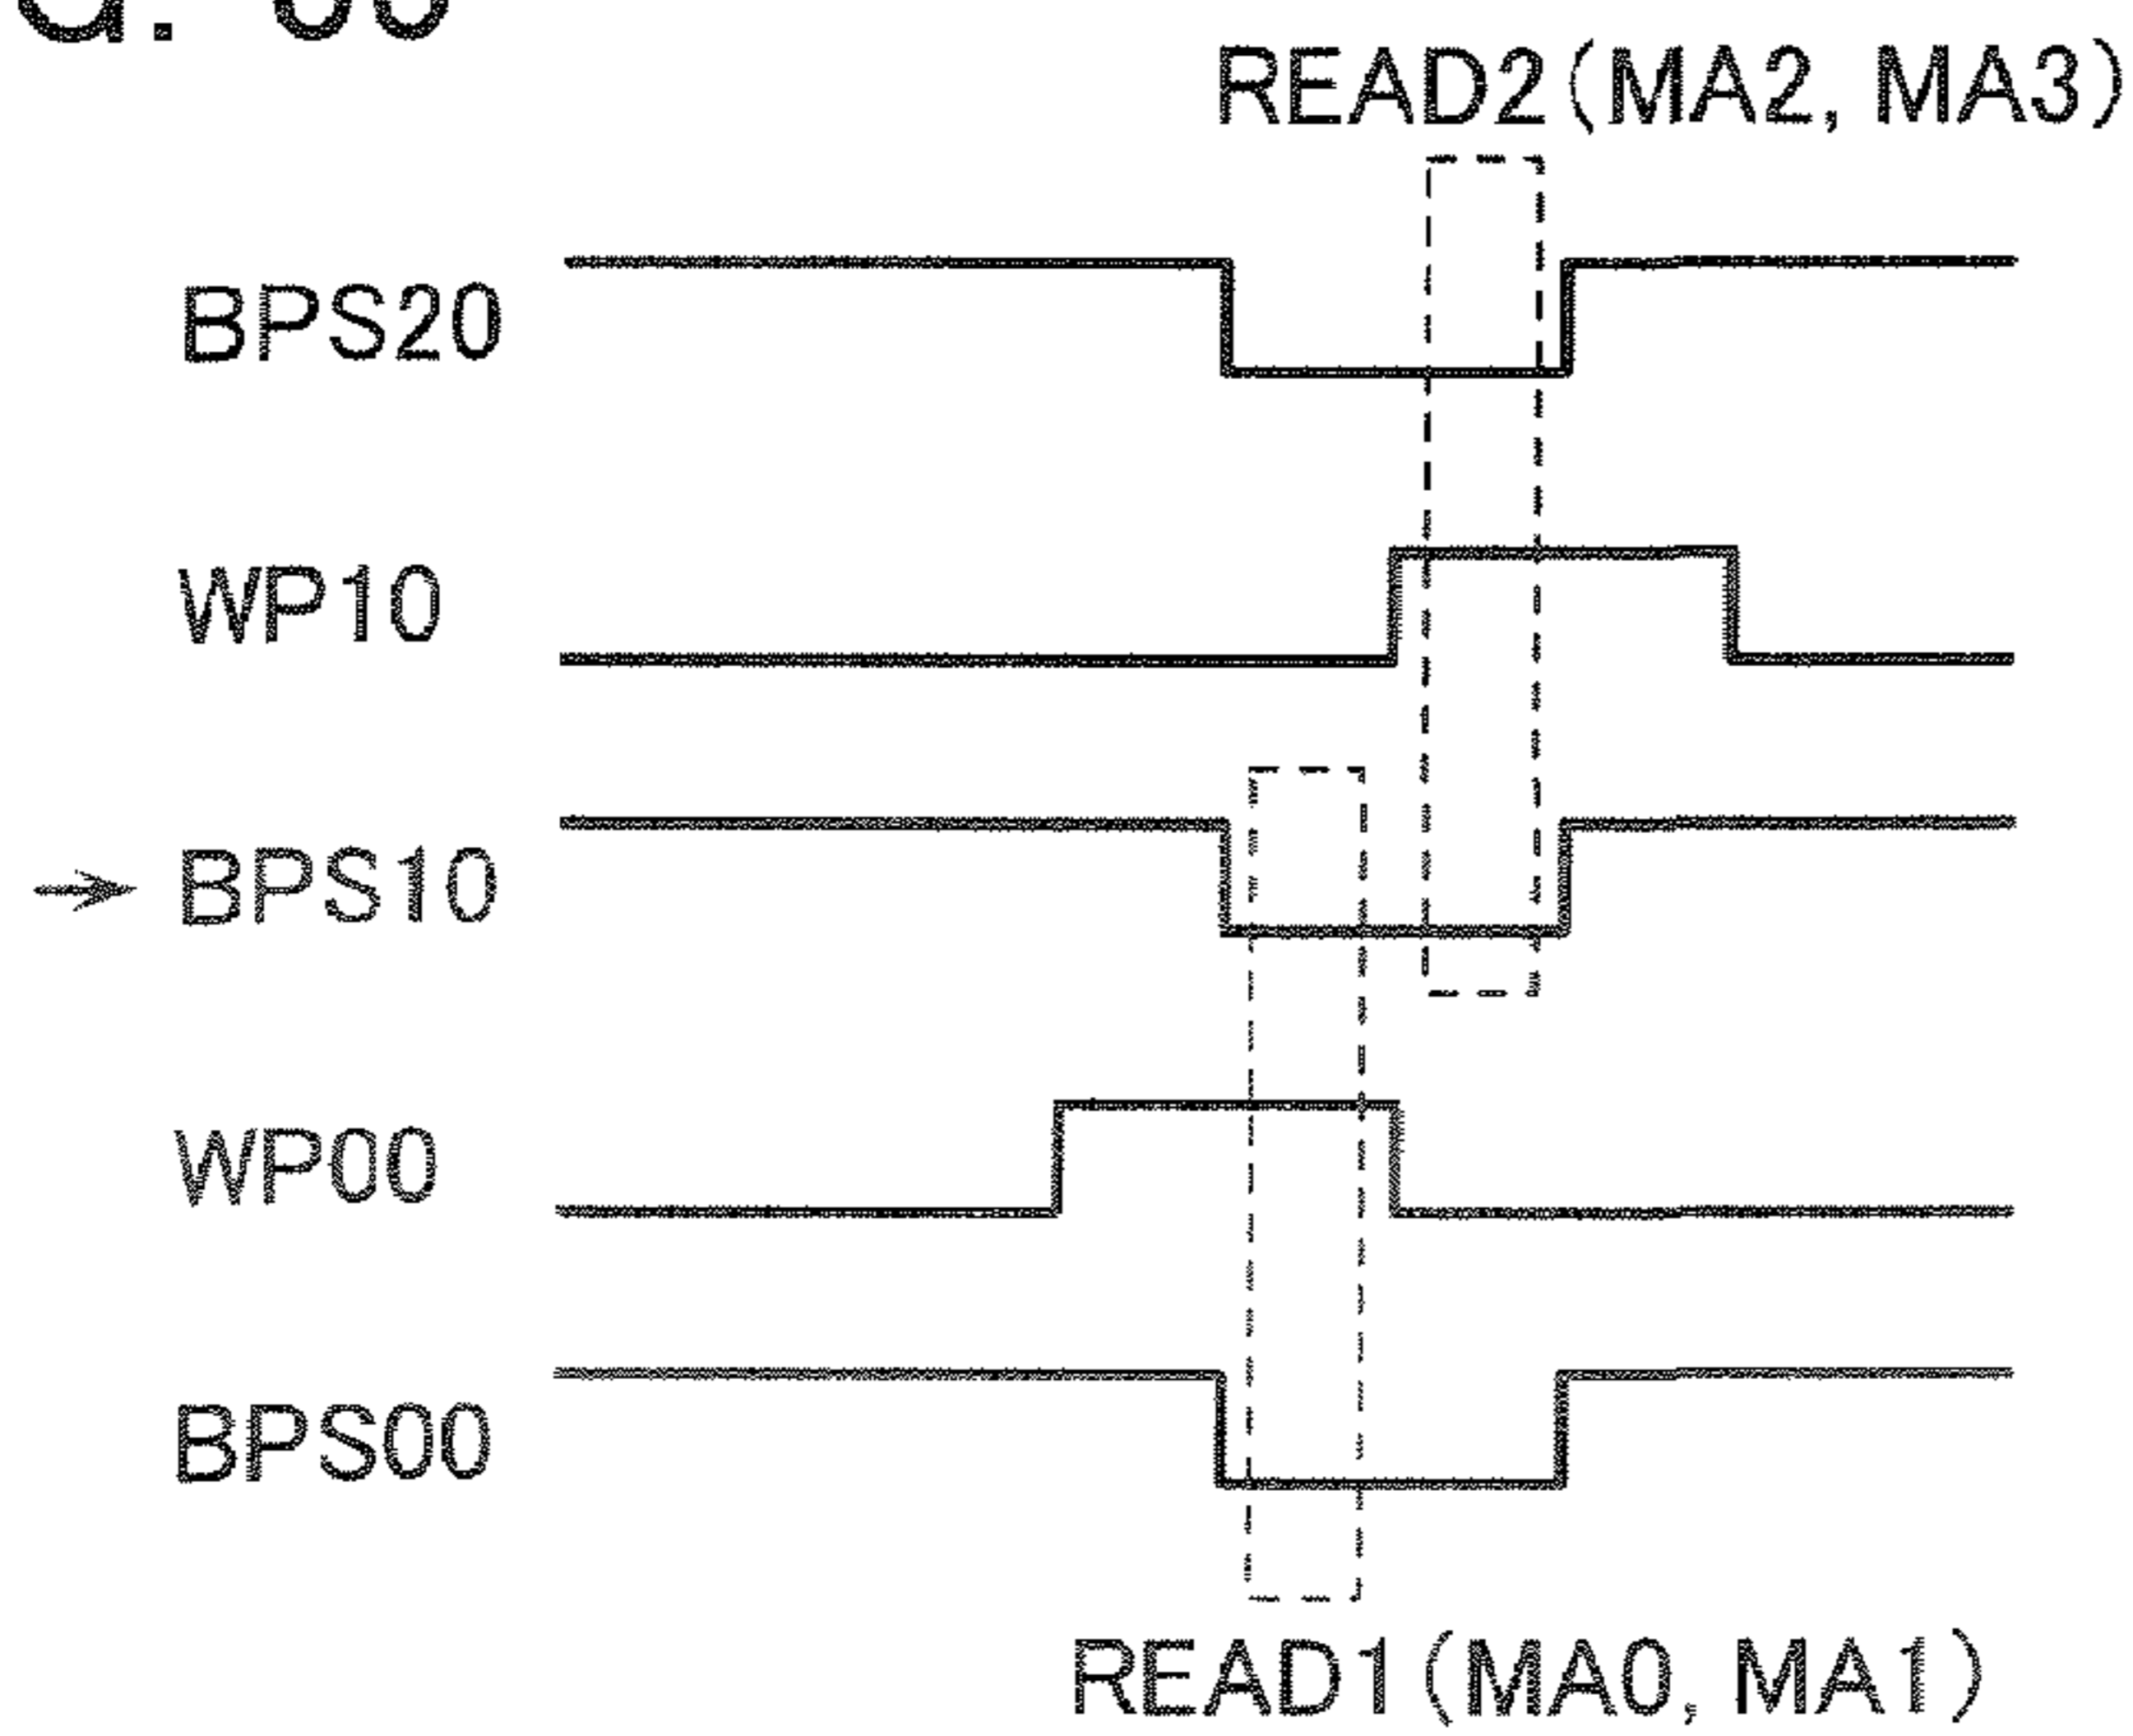 READ2(MA2, MA3)
BPS20
WP10
→ BPS10
WP00
BPS00
READ1(MA0, MA1)